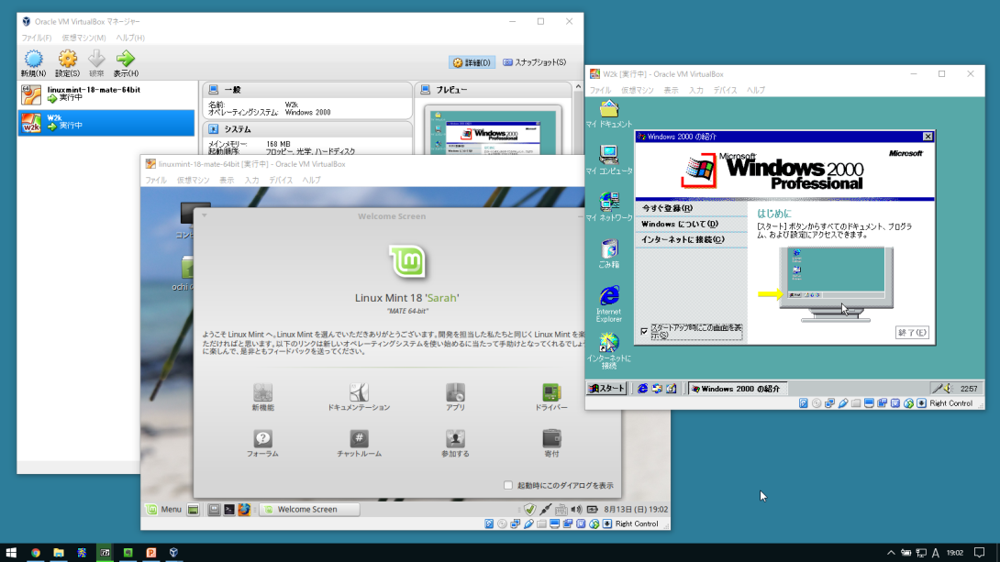 Oracle VM VirtualBox マネージャー
ファイル(F) 仮想マシン(M) ヘルプ(H)
新規(N) 設定(S) 破棄 表示(H)
詳細(D) スナップショット(S)
linuxmint-18-mate-64bit
実行中
W2k
実行中
一般
名前: W2k
オペレーティングシステム: Windows 2000
システム
メインメモリー: 168 MB
起動順序: フロッピー, 光学, ハードディスク
プレビュー
linuxmint-18-mate-64bit [実行中] - Oracle VM VirtualBox
ファイル 仮想マシン 表示 入力 デバイス ヘルプ
コン
ochi
Welcome Screen
Linux Mint 18 'Sarah'
"MATE 64-bit"
ようこそ Linux Mint へ。Linux Mint を選んでいただきありがとうございます。開発を担当した私たちと同じく Linux Mint を楽
ただければと思います。以下のリンクは新しいオペレーティングシステムを使い始めるに当たって手助けとなってくれるでしょ
に楽しんで、是非ともフィードバックを送ってください。
新機能 ドキュメンテーション アプリ ドライバー
フォーラム チャットルーム 参加する 寄付
起動時にこのダイアログを表示
Menu Welcome Screen 8月13日 (日) 19:02
Right Control
W2k [実行中] - Oracle VM VirtualBox
ファイル 仮想マシン 表示 入力 デバイス ヘルプ
マイ ドキュメント
マイ コンピュータ
マイ ネットワーク
ごみ箱
Internet
Explorer
インターネットに
接続
Windows 2000 の紹介
Microsoft
Microsoft
Windows 2000
Professional
今すぐ登録(R)
Windows について(D)
インターネットに接続(C)
はじめに
[スタート] ボタンからすべてのドキュメント、プログラ
ム、および設定にアクセスできます。
スタートアップ時にこの画面を表
示(S)
終了(E)
スタート Windows 2000 の紹介 22:57
Right Control
A 19:02